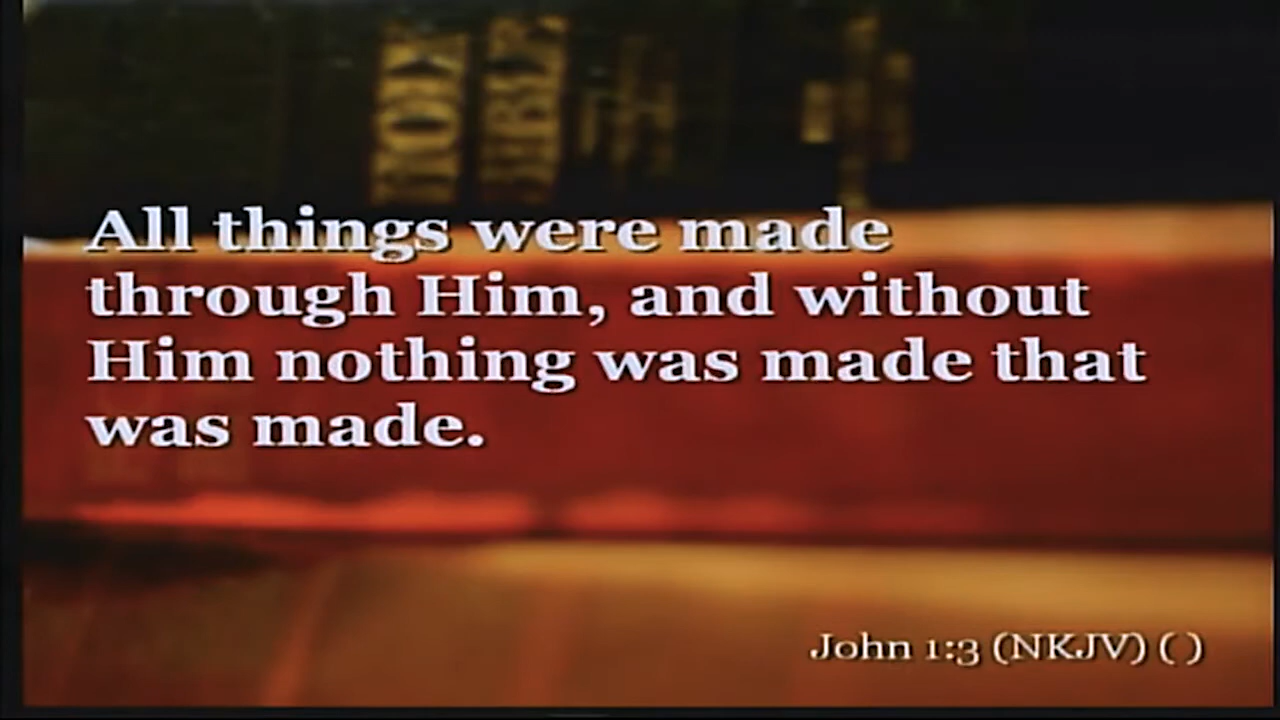 All things were made
through Him, and without
Him nothing was made that
was made.
John 1:3 (NKJV) ( )